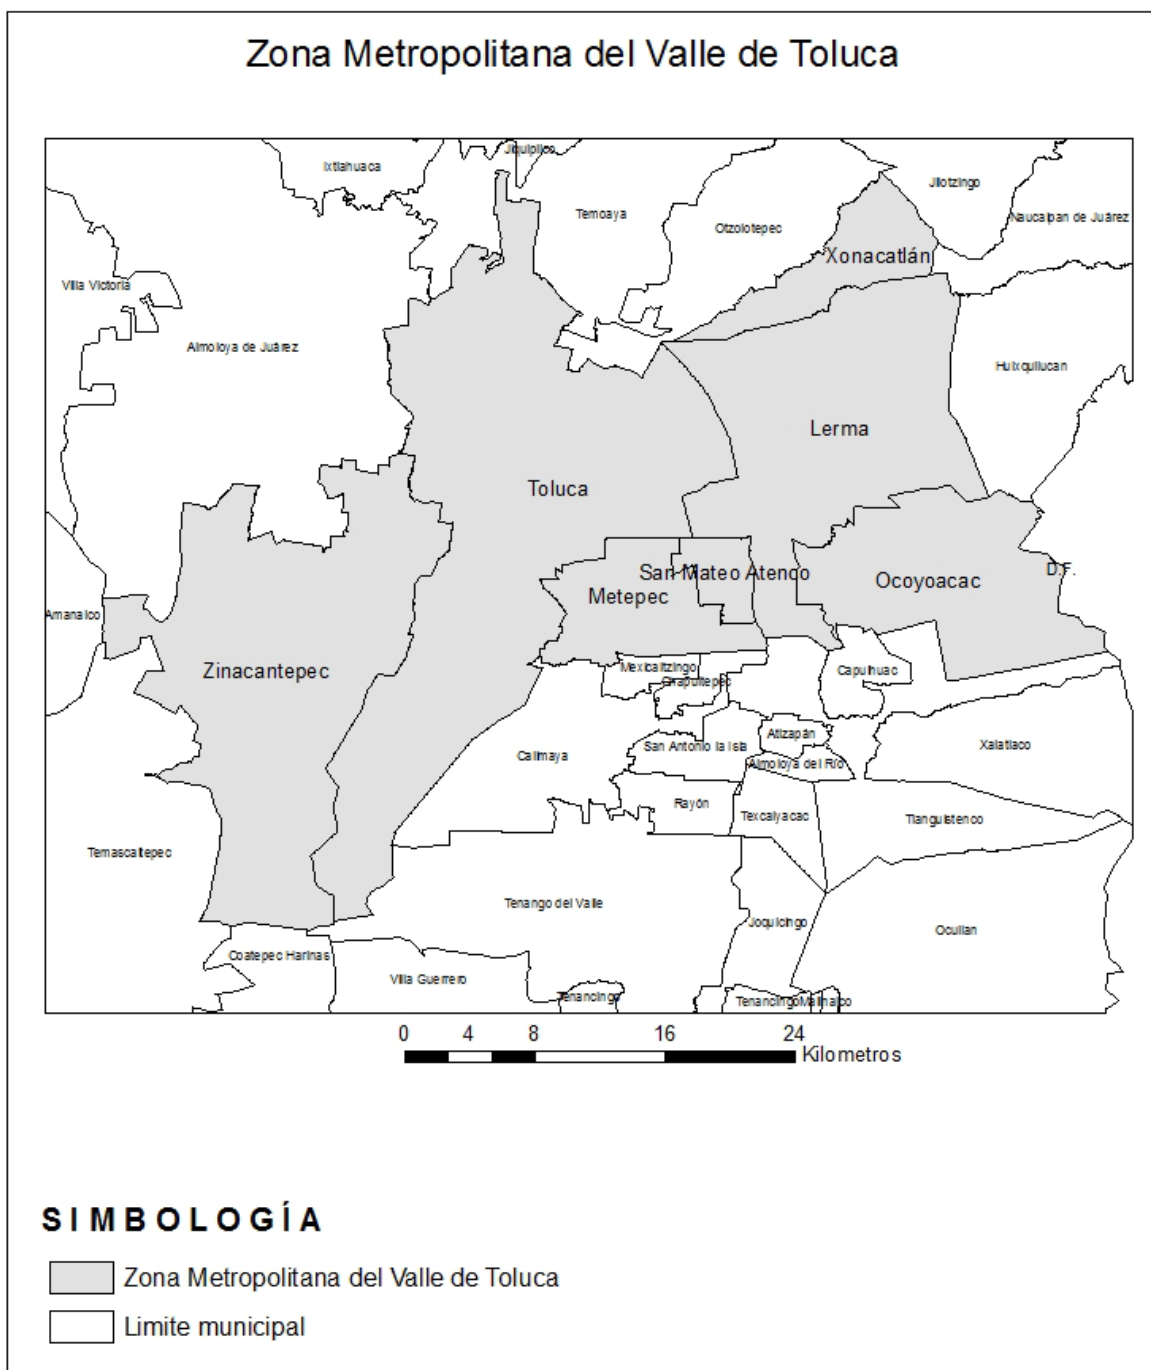 Zona Metropolitana del Valle de Toluca
Jiquipilco
Ixtlahuaca
Jilotzingo
Temoaya
Naucalpan de Juárez
Otzolotepec
Xonacatlán
Villa Victoria
Almoloya de Juárez
Huixquilucan
Lerma
Toluca
San Mateo Atenco
D.F.
Ocoyoacac
Metepec
Amanalco
Zinacantepec
Mexicaltzingo
Capulhuac
Chapultepec
Atizapán
San Antonio la Isla
Xalatlaco
Calimaya
Almoloya del Río
Rayón
Texcalyacac
Tianguistenco
Temascaltepec
Tenango del Valle
Joquicingo
Ocuilan
Coatepec Harinas
Villa Guerrero
Tenancingo
Tenancingo
Malinalco
0 4 8 16 24
Kilometros
SIMBOLOGÍA
Zona Metropolitana del Valle de Toluca
Limite municipal